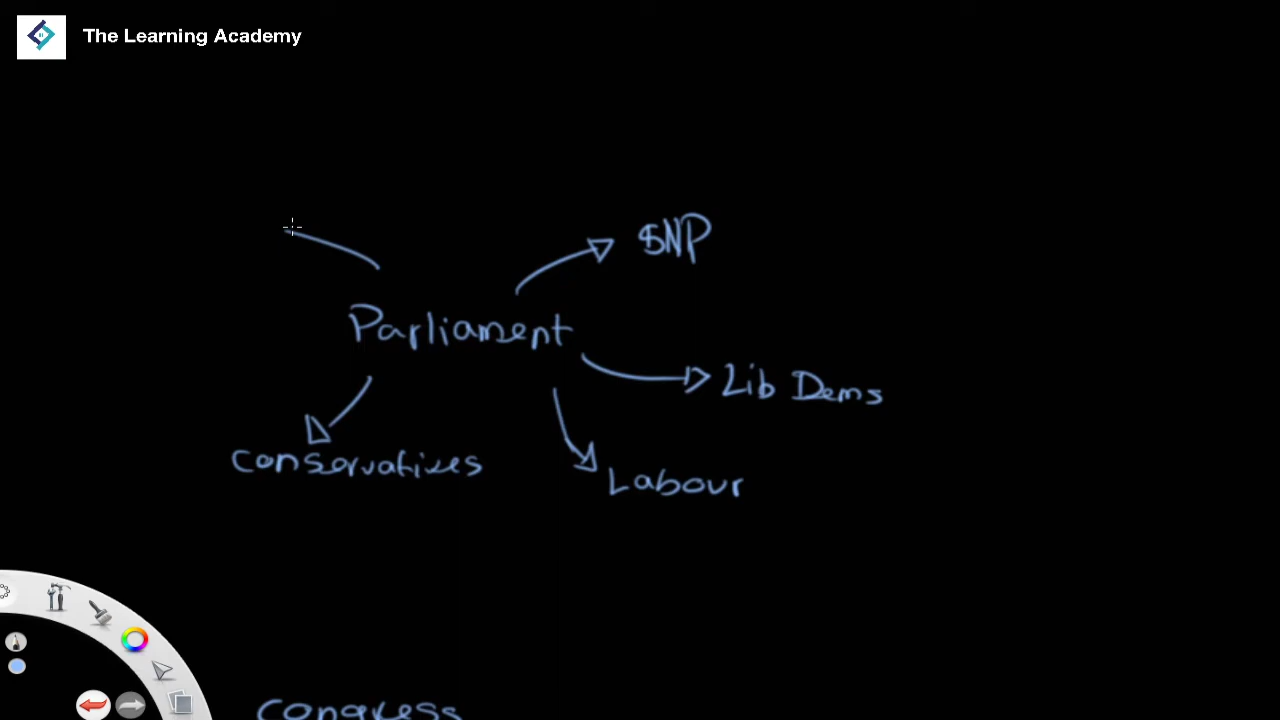 The Learning Academy
SNP
Parliament
Lib Dems
Conservatives
Labour
Congress